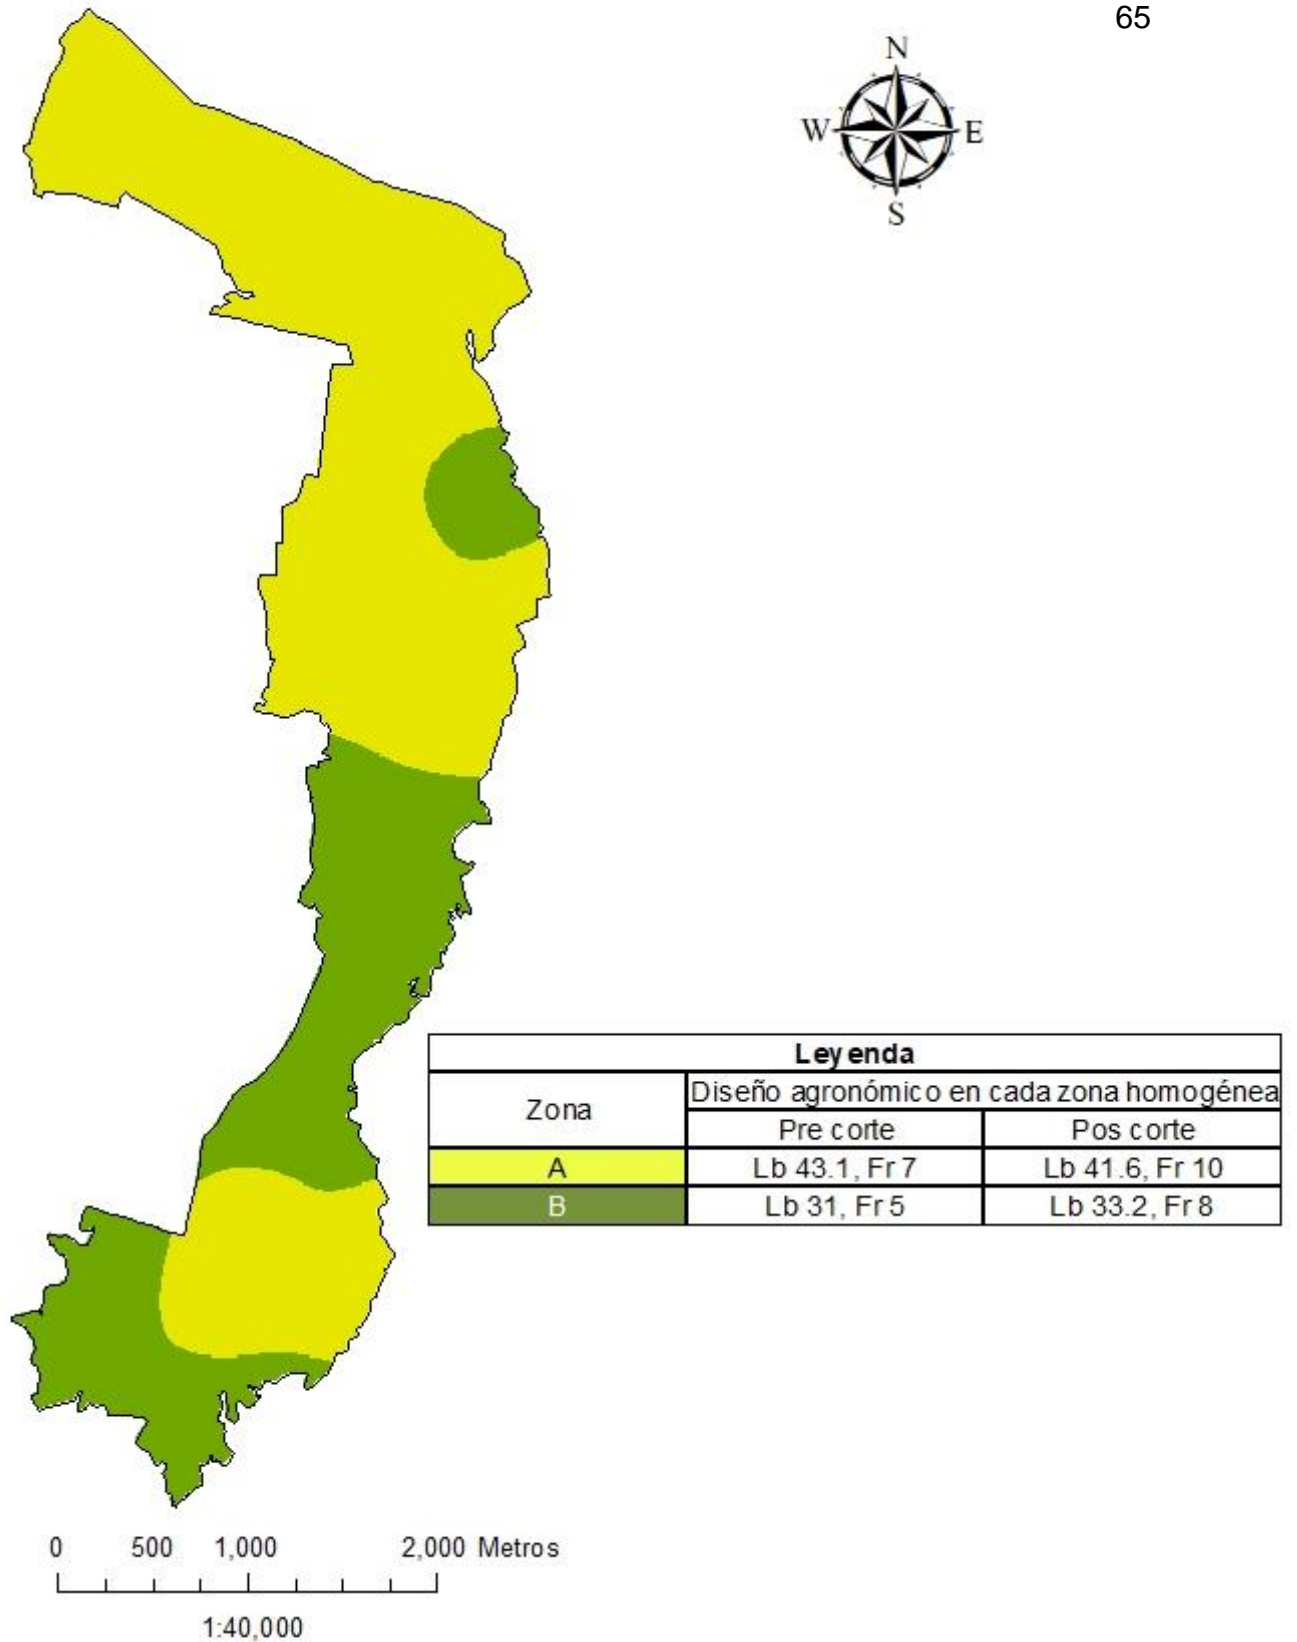 65
N
W E
S
Leyenda
Zona
Diseño agronómico en cada zona homogénea
Pre corte Pos corte
A Lb 43.1, Fr 7 Lb 41.6, Fr 10
B Lb 31, Fr 5 Lb 33.2, Fr 8
0 500 1,000 2,000 Metros
1:40,000